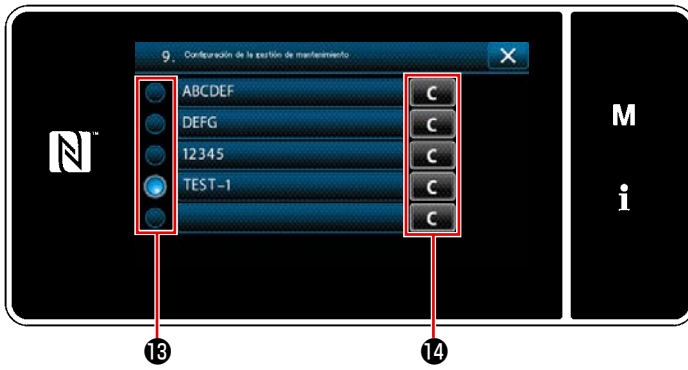 9. Configuración de la gestión de mantenimiento
ABCDEF C
DEFG C
12345 C
TEST-1 C
C
N
M
i
⓭ ⓮